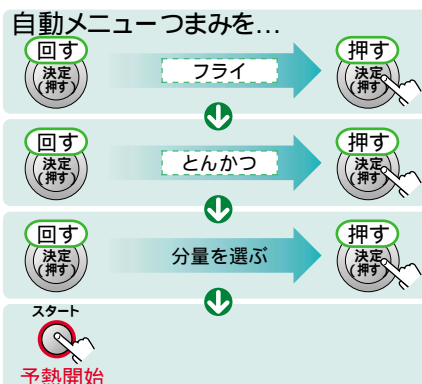 自動メニューつまみを…
回す
決定
(押す)
フライ
押す
決定
(押す)
回す
決定
(押す)
とんかつ
押す
決定
(押す)
回す
決定
(押す)
分量を選ぶ
押す
決定
(押す)
スタート
予熱開始